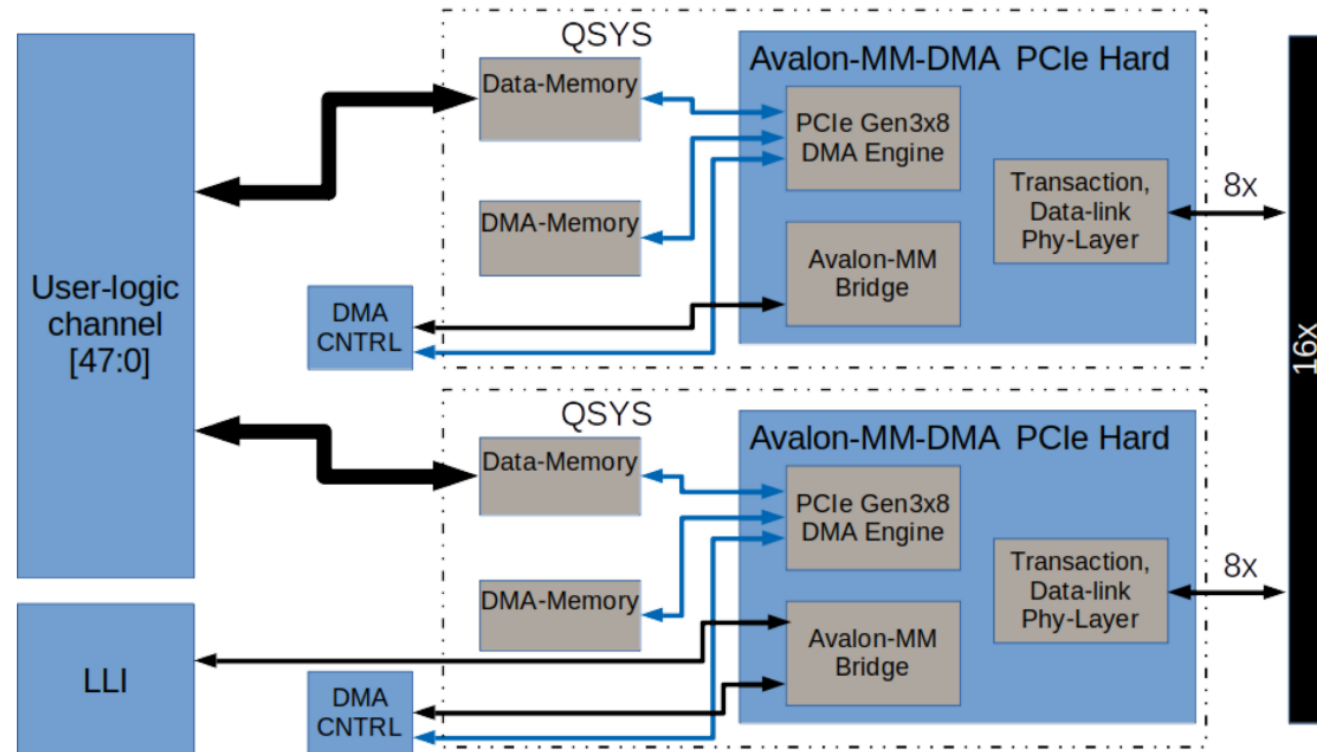 QSYS
Avalon-MM-DMA PCIe Hard
Data-Memory
PCIe Gen3x8
DMA Engine
Transaction,
Data-link
Phy-Layer
8x
DMA-Memory
Avalon-MM
Bridge
User-logic
channel
[47:0]
DMA
CNTRL
16x
QSYS
Avalon-MM-DMA PCIe Hard
Data-Memory
PCIe Gen3x8
DMA Engine
Transaction,
Data-link
Phy-Layer
8x
DMA-Memory
Avalon-MM
Bridge
LLI
DMA
CNTRL